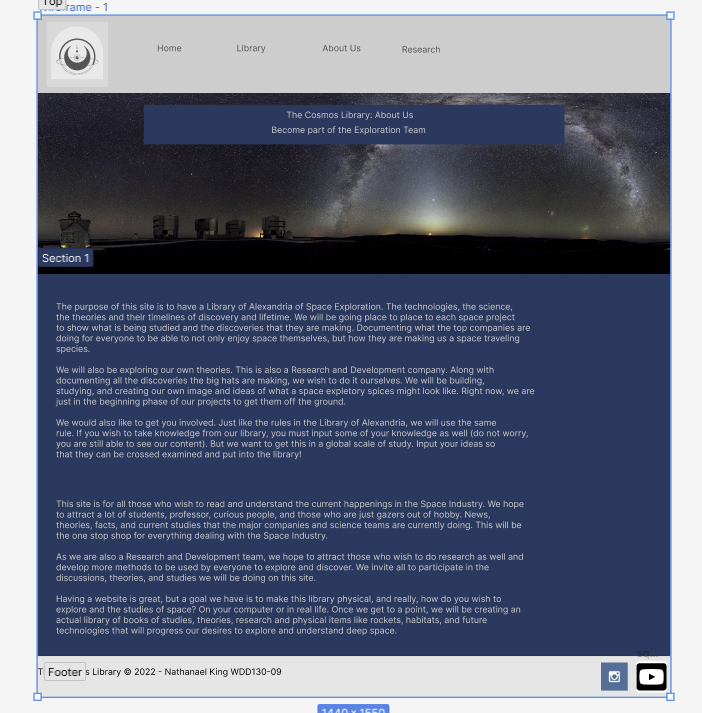 Top
Wireframe - 1
Home Library About Us Research
The Cosmos Library: About Us
Become part of the Exploration Team
Section 1
The purpose of this site is to have a Library of Alexandria of Space Exploration. The technologies, the science,
the theories and their timelines of discovery and lifetime. We will be going place to place to each space project
to show what is being studied and the discoveries that they are making. Documenting what the top companies are
doing for everyone to be able to not only enjoy space themselves, but how they are making us a space traveling
species.
We will also be exploring our own theories. This is also a Research and Development company. Along with
documenting all the discoveries the big hats are making, we wish to do it ourselves. We will be building,
studying, and creating our own image and ideas of what a space expletory spices might look like. Right now, we are
just in the beginning phase of our projects to get them off the ground.
We would also like to get you involved. Just like the rules in the Library of Alexandria, we will use the same
rule. If you wish to take knowledge from our library, you must input some of your knowledge as well (do not worry,
you are still able to see our content). But we want to get this in a global scale of study. Input your ideas so
that they can be crossed examined and put into the library!
This site is for all those who wish to read and understand the current happenings in the Space Industry. We hope
to attract a lot of students, professor, curious people, and those who are just gazers out of hobby. News,
theories, facts, and current studies that the major companies and science teams are currently doing. This will be
the one stop shop for everything dealing with the Space Industry.
As we are also a Research and Development team, we hope to attract those who wish to do research as well and
develop more methods to be used by everyone to explore and discover. We invite all to participate in the
discussions, theories, and studies we will be doing on this site.
Having a website is great, but a goal we have is to make this library physical, and really, how do you wish to
explore and the studies of space? On your computer or in real life. Once we get to a point, we will be creating an
actual library of books of studies, theories, research and physical items like rockets, habitats, and future
technologies that will progress our desires to explore and understand deep space.
Footer
Library © 2022 - Nathanael King WDD130-09
1440 x 1550